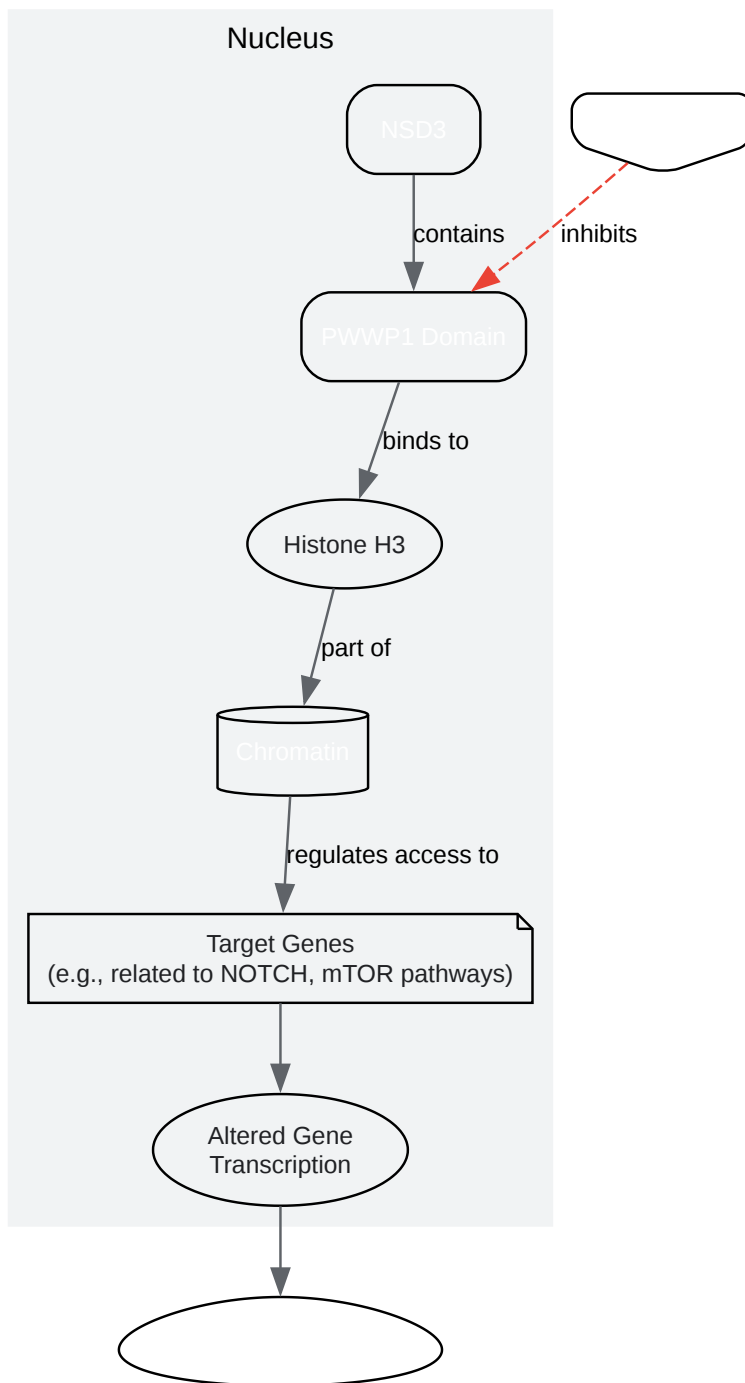 Nucleus
NSD3
contains
inhibits
PWWP1 Domain
binds to
Histone H3
part of
Chromatin
regulates access to
Target Genes
(e.g., related to NOTCH, mTOR pathways)
Altered Gene
Transcription